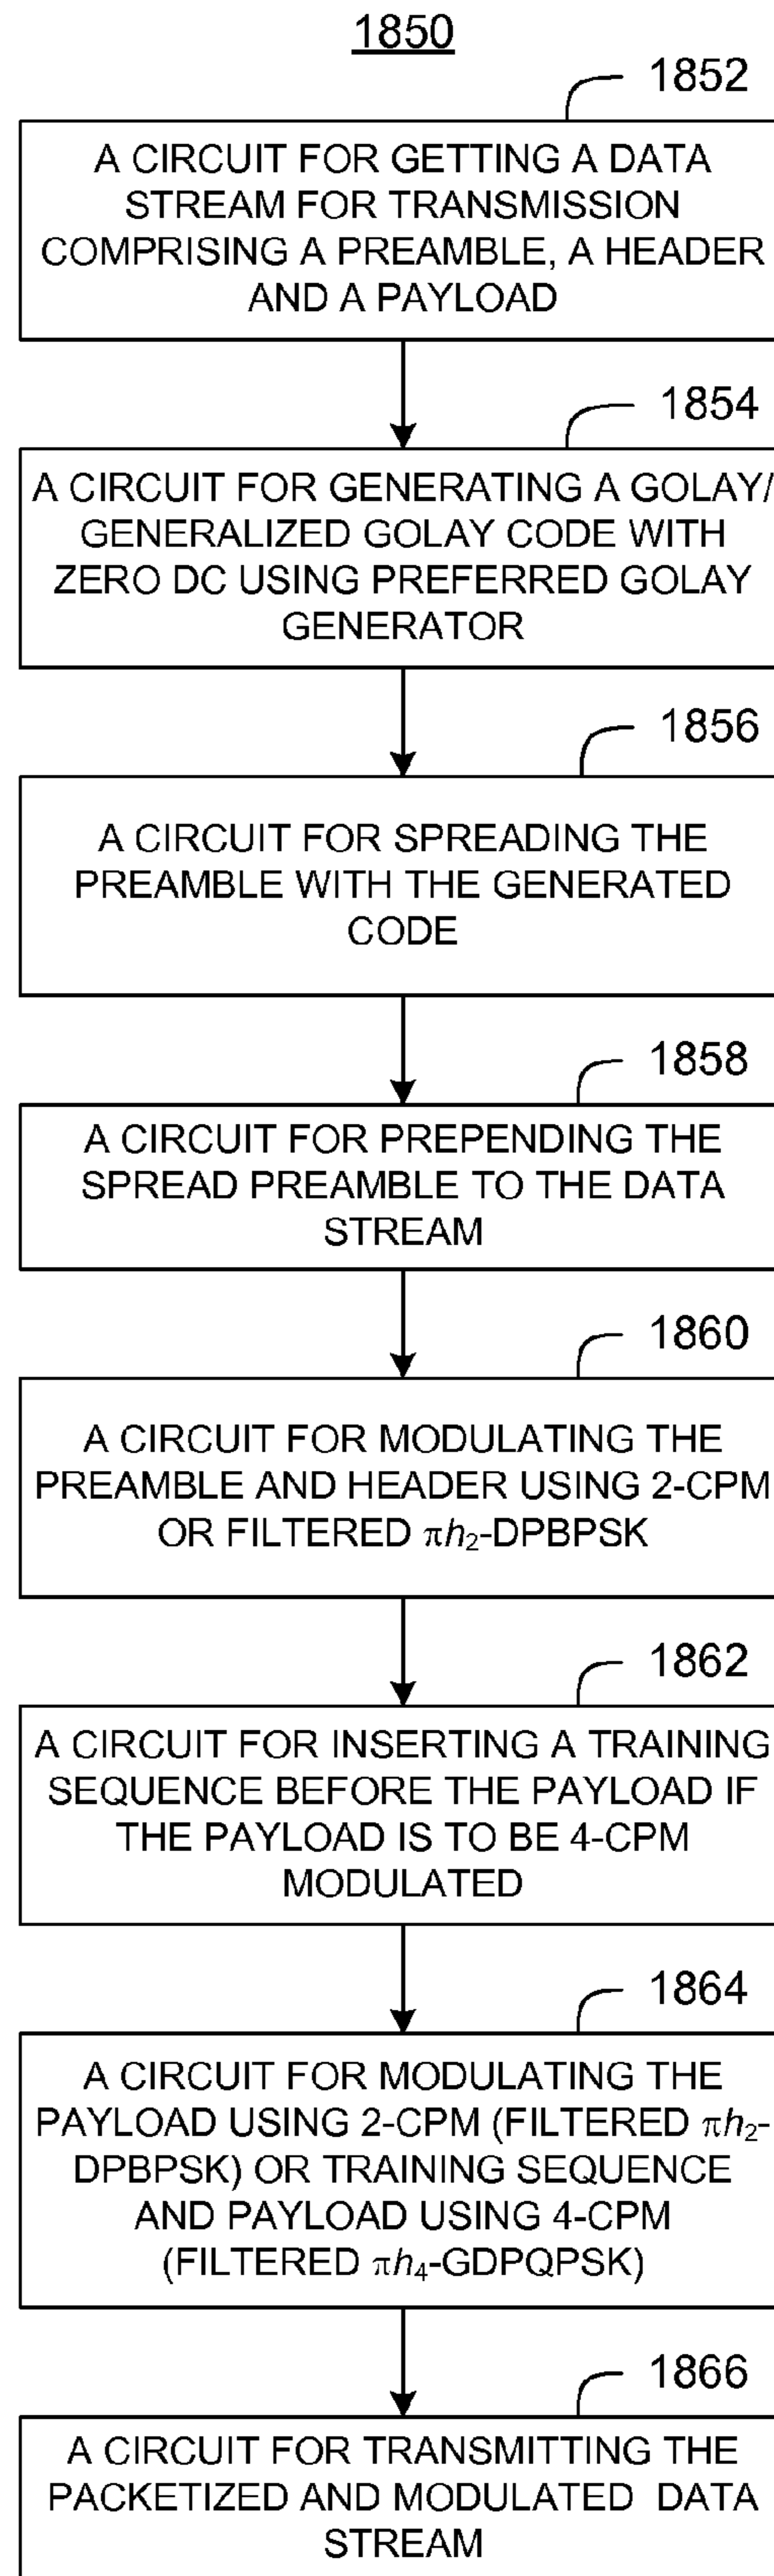 1850
1852
A CIRCUIT FOR GETTING A DATA
STREAM FOR TRANSMISSION
COMPRISING A PREAMBLE, A HEADER
AND A PAYLOAD
1854
A CIRCUIT FOR GENERATING A GOLAY/
GENERALIZED GOLAY CODE WITH
ZERO DC USING PREFERRED GOLAY
GENERATOR
1856
A CIRCUIT FOR SPREADING THE
PREAMBLE WITH THE GENERATED
CODE
1858
A CIRCUIT FOR PREPENDING THE
SPREAD PREAMBLE TO THE DATA
STREAM
1860
A CIRCUIT FOR MODULATING THE
PREAMBLE AND HEADER USING 2-CPM
OR FILTERED πh₂-DPBPSK
1862
A CIRCUIT FOR INSERTING A TRAINING
SEQUENCE BEFORE THE PAYLOAD IF
THE PAYLOAD IS TO BE 4-CPM
MODULATED
1864
A CIRCUIT FOR MODULATING THE
PAYLOAD USING 2-CPM (FILTERED πh₂-
DPBPSK) OR TRAINING SEQUENCE
AND PAYLOAD USING 4-CPM
(FILTERED πh₄-GDPQPSK)
1866
A CIRCUIT FOR TRANSMITTING THE
PACKETIZED AND MODULATED DATA
STREAM